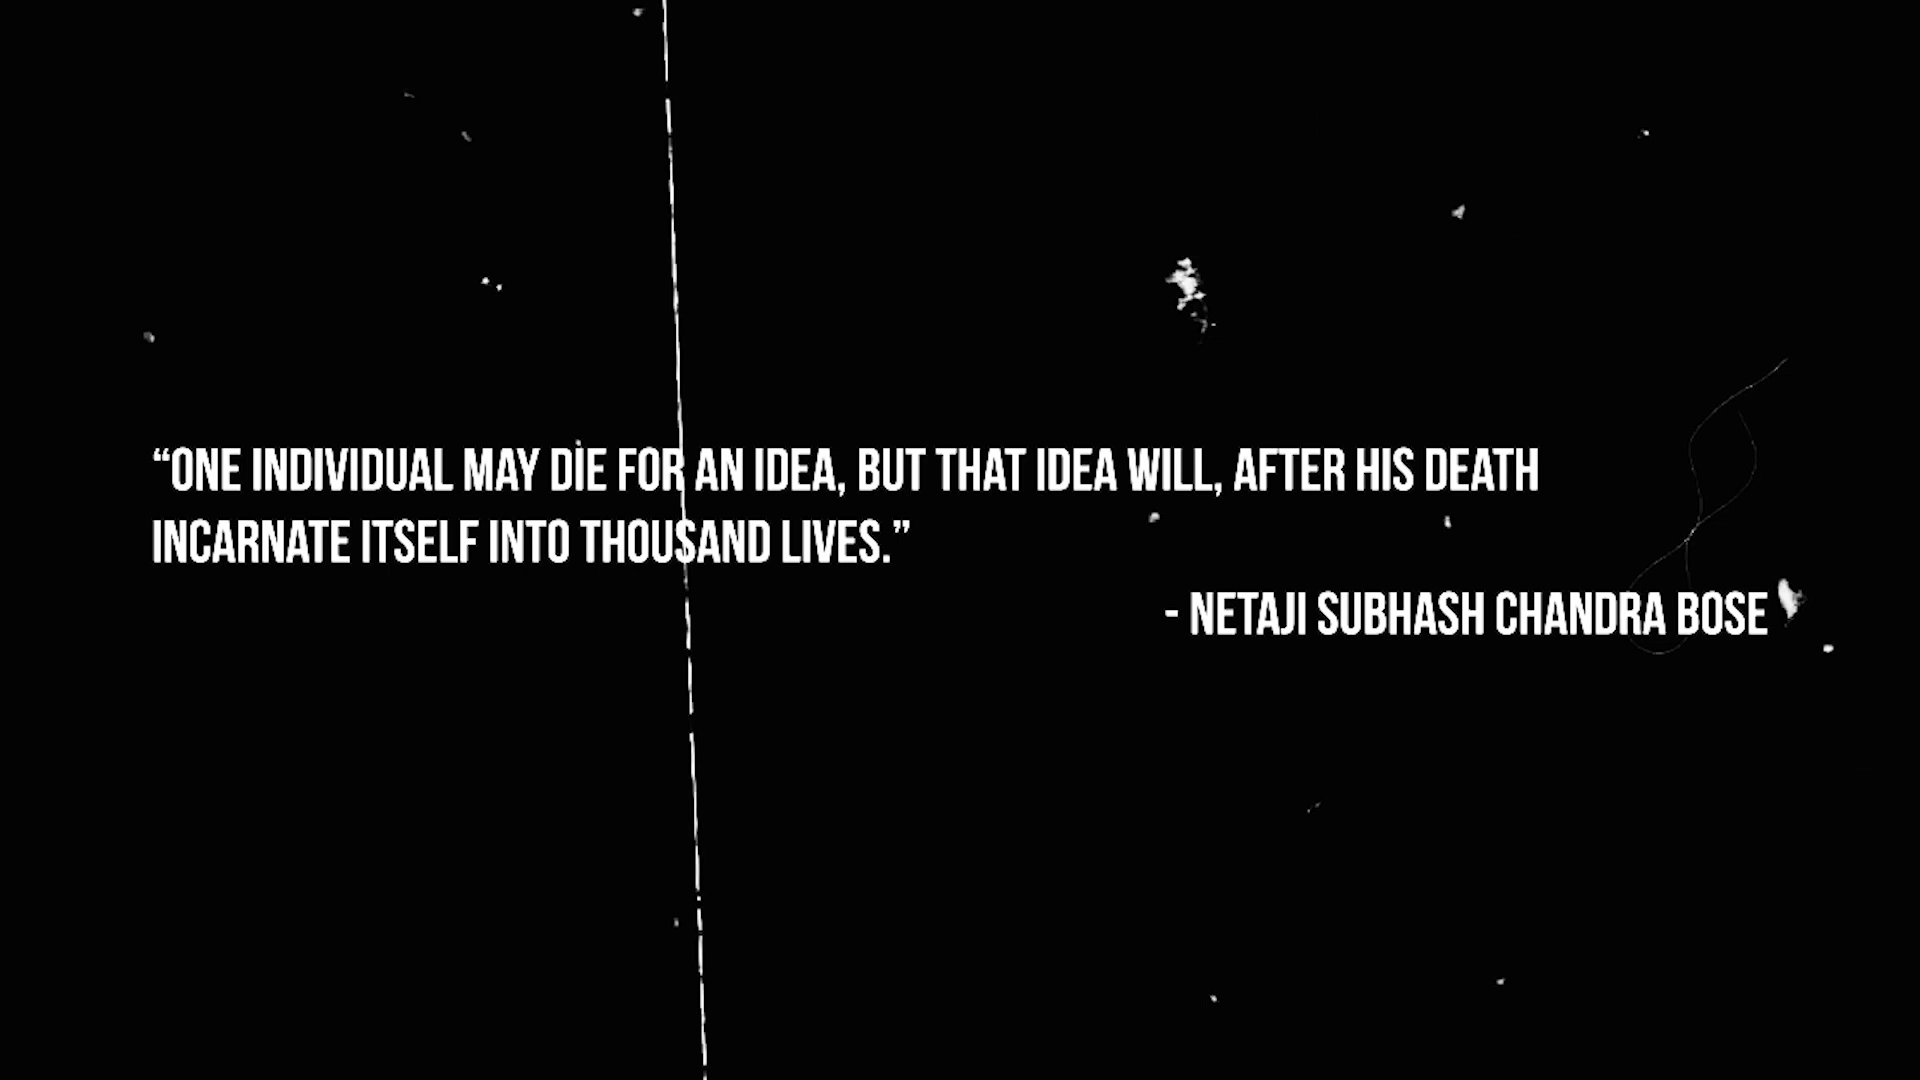 “ONE INDIVIDUAL MAY DIE FOR AN IDEA, BUT THAT IDEA WILL, AFTER HIS DEATH
INCARNATE ITSELF INTO THOUSAND LIVES.”
- NETAJI SUBHASH CHANDRA BOSE